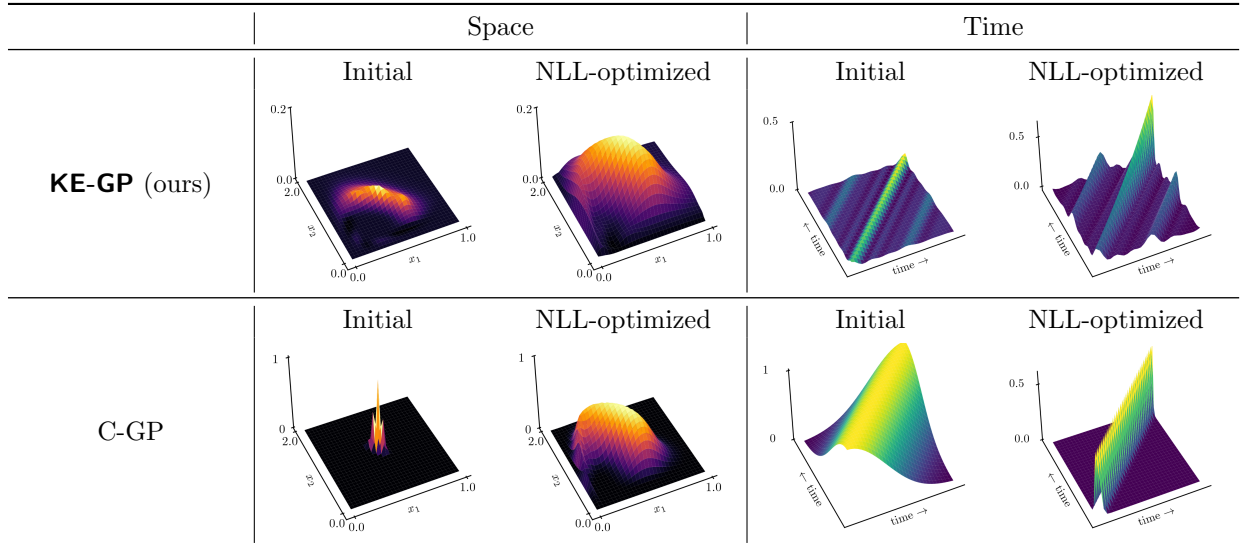 Space Time
Initial NLL-optimized Initial NLL-optimized
KE-GP (ours)
0.2
0.0
2.0
x2
0.0
0.0
x1
1.0
0.2
0.0
2.0
x2
0.0
0.0
x1
1.0
0.5
0.0
← time
time →
0.5
0.0
← time
time →
Initial NLL-optimized Initial NLL-optimized
C-GP
1
0
2.0
x2
0.0
0.0
x1
1.0
1
0
2.0
x2
0.0
0.0
x1
1.0
1
0
← time
time →
0.5
0.0
← time
time →